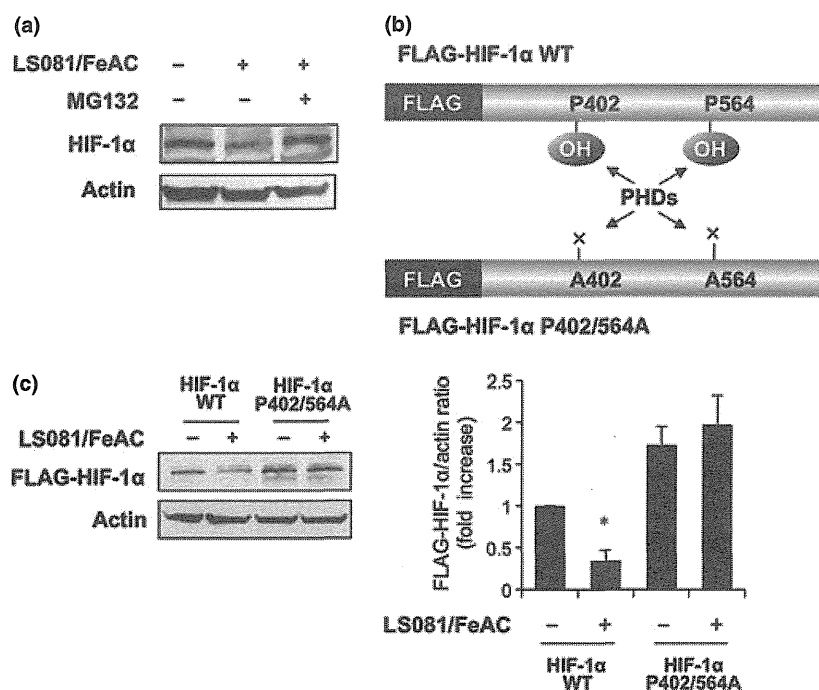 (a)
LS081/FeAC − + +
MG132 − − +
HIF-1α
Actin
(b)
FLAG-HIF-1α WT
FLAG P402 P564
OH OH
PHDs
× ×
FLAG A402 A564
FLAG-HIF-1α P402/564A
(c)
HIF-1α WT
HIF-1α P402/564A
LS081/FeAC − + − +
FLAG-HIF-1α
Actin
FLAG-HIF-1α/actin ratio
(fold increase)
2.5
2
1.5
1
0.5
0
*
LS081/FeAC − + − +
HIF-1α WT
HIF-1α P402/564A